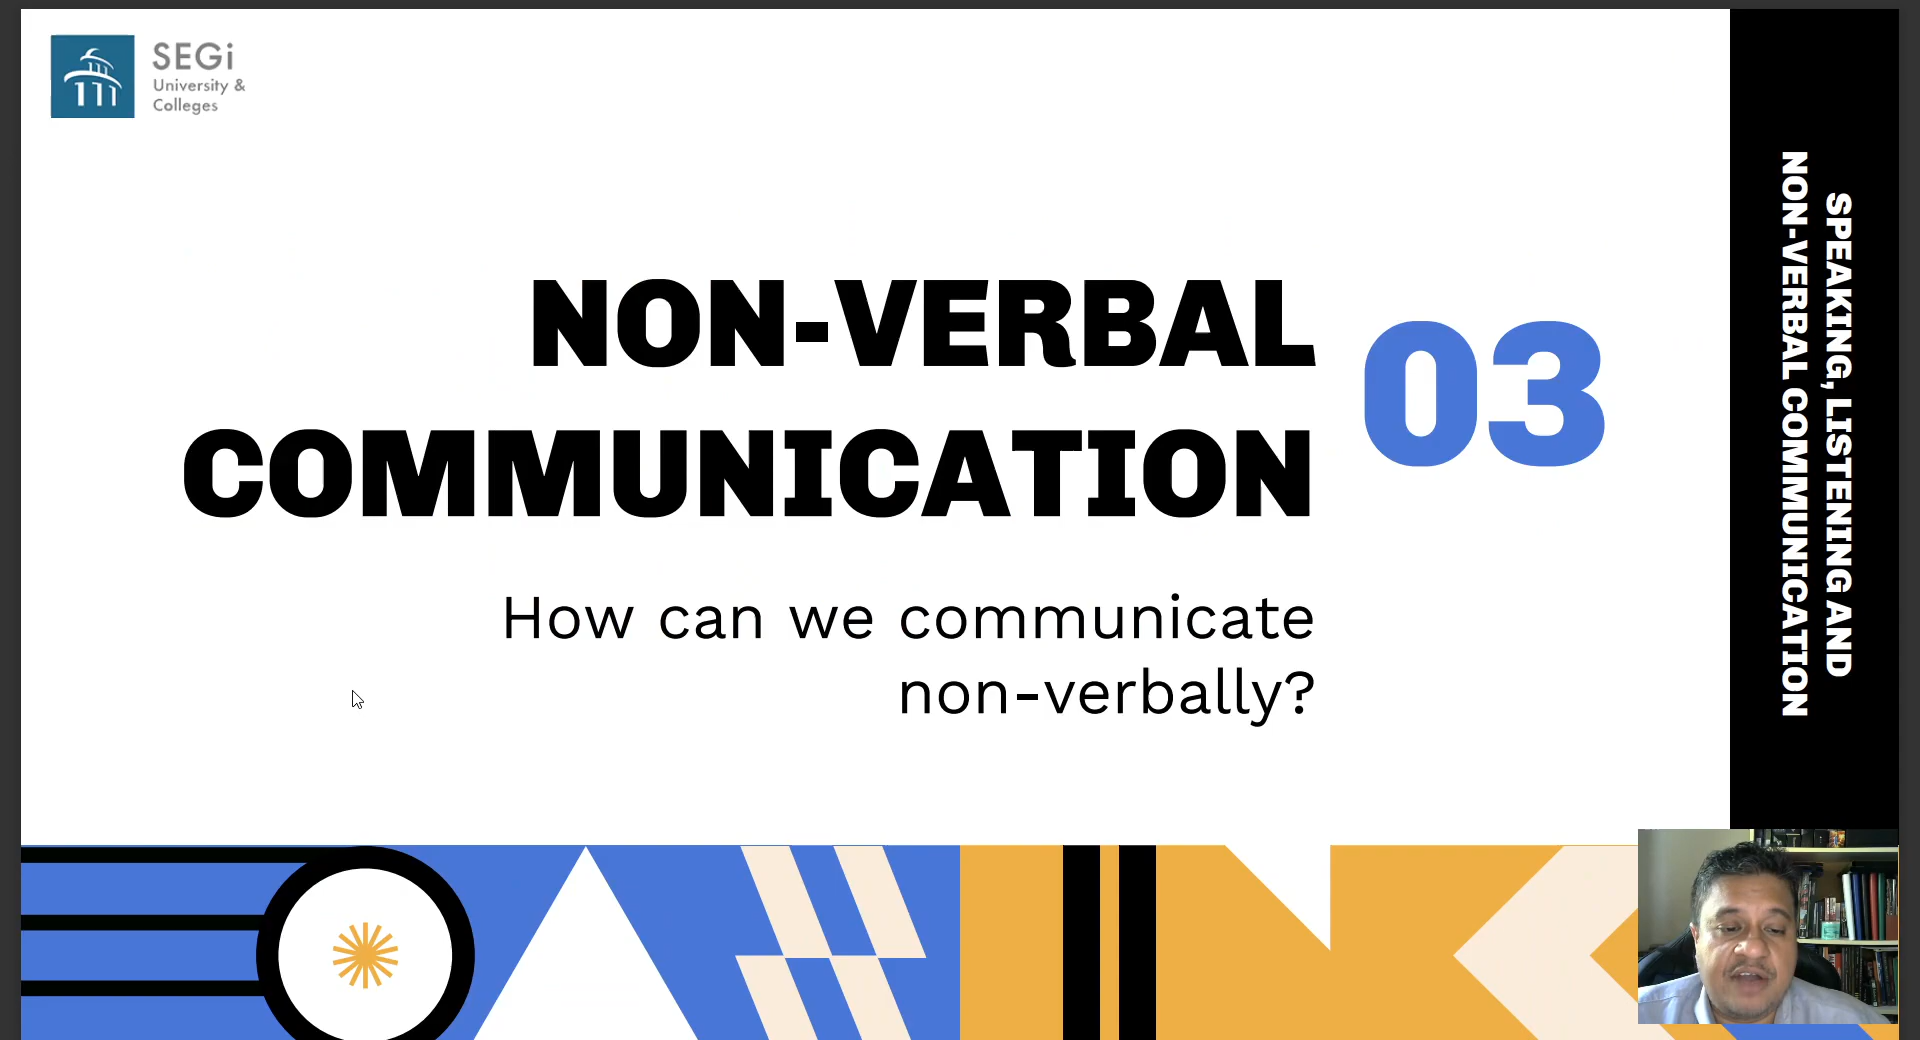 SEGi
University &
Colleges
NON-VERBAL
COMMUNICATION
03
How can we communicate
non-verbally?
SPEAKING, LISTENING AND
NON-VERBAL COMMUNICATION